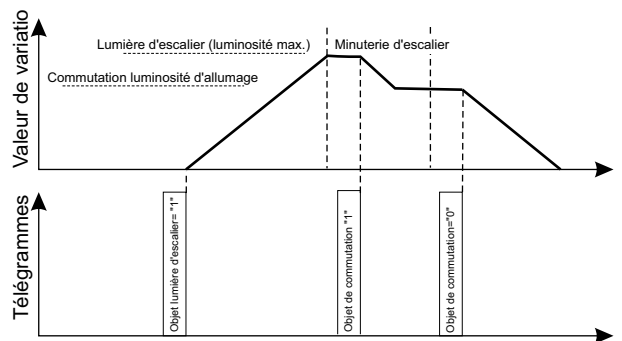 Valeur de variatio
Lumière d'escalier (luminosité max.)
Minuterie d'escalier
Commutation luminosité d'allumage
Télégrammes
Objet lumière d'escalier= "1"
Objet de commutation "1"
Objet de commutation="0"